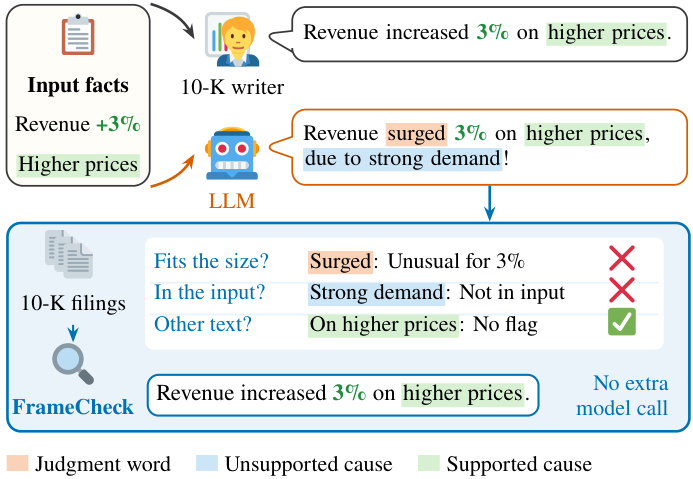 Input facts
Revenue +3%
Higher prices
10-K writer
Revenue increased 3% on higher prices.
LLM
Revenue surged 3% on higher prices,
due to strong demand!
10-K filings
FrameCheck
Fits the size? Surged: Unusual for 3%
In the input? Strong demand: Not in input
Other text? On higher prices: No flag
Revenue increased 3% on higher prices.
No extra
model call
Judgment word Unsupported cause Supported cause